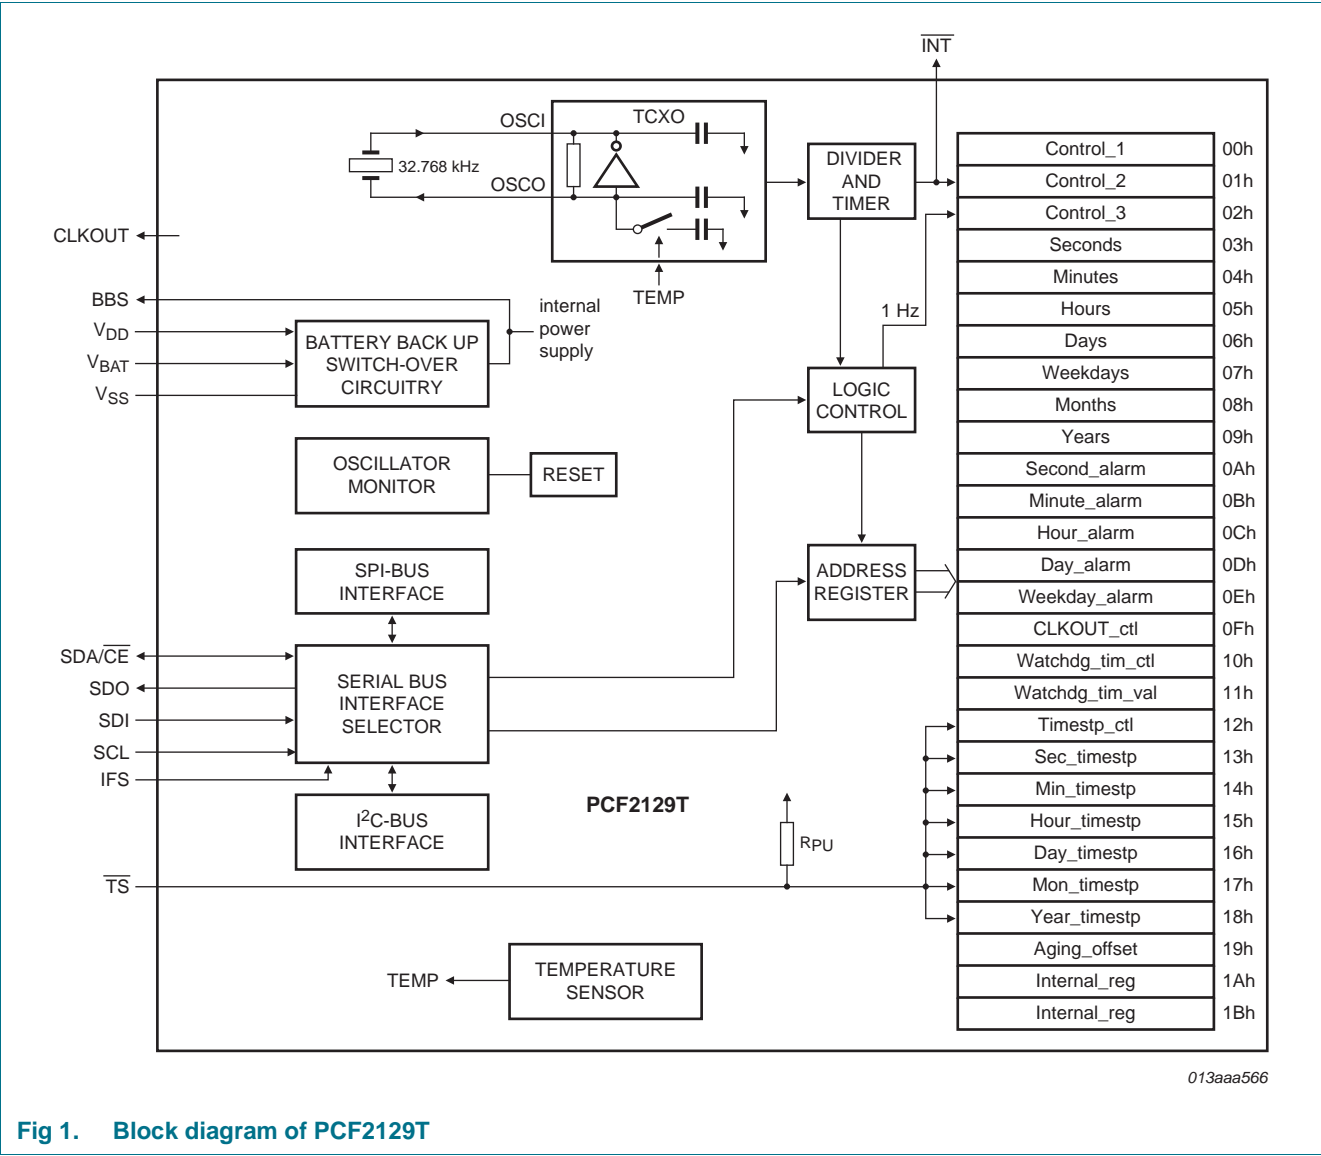 INT
TCXO
OSCI
32.768 kHz
OSCO
TEMP
DIVIDER
AND
TIMER
CLKOUT
BBS
VDD
VBAT
VSS
BATTERY BACK UP
SWITCH-OVER
CIRCUITRY
internal
power
supply
1 Hz
LOGIC
CONTROL
OSCILLATOR
MONITOR
RESET
SPI-BUS
INTERFACE
ADDRESS
REGISTER
SDA/CE
SDO
SDI
SCL
IFS
SERIAL BUS
INTERFACE
SELECTOR
I2C-BUS
INTERFACE
PCF2129T
RPU
TS
TEMP
TEMPERATURE
SENSOR
Control_1 00h
Control_2 01h
Control_3 02h
Seconds 03h
Minutes 04h
Hours 05h
Days 06h
Weekdays 07h
Months 08h
Years 09h
Second_alarm 0Ah
Minute_alarm 0Bh
Hour_alarm 0Ch
Day_alarm 0Dh
Weekday_alarm 0Eh
CLKOUT_ctl 0Fh
Watchdg_tim_ctl 10h
Watchdg_tim_val 11h
Timestp_ctl 12h
Sec_timestp 13h
Min_timestp 14h
Hour_timestp 15h
Day_timestp 16h
Mon_timestp 17h
Year_timestp 18h
Aging_offset 19h
Internal_reg 1Ah
Internal_reg 1Bh
013aaa566
Fig 1. Block diagram of PCF2129T